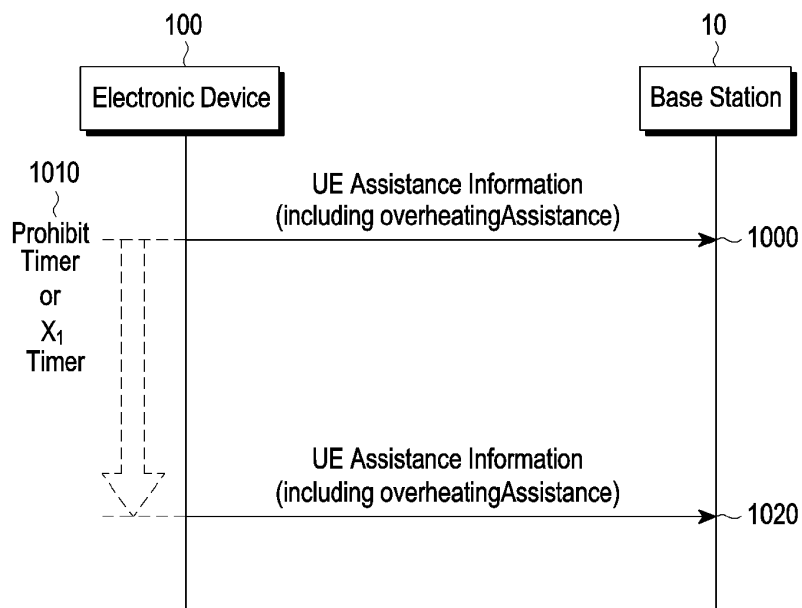 100
10
Electronic Device
Base Station
1010
Prohibit
Timer
or
X₁
Timer
UE Assistance Information
(including overheatingAssistance)
1000
UE Assistance Information
(including overheatingAssistance)
1020